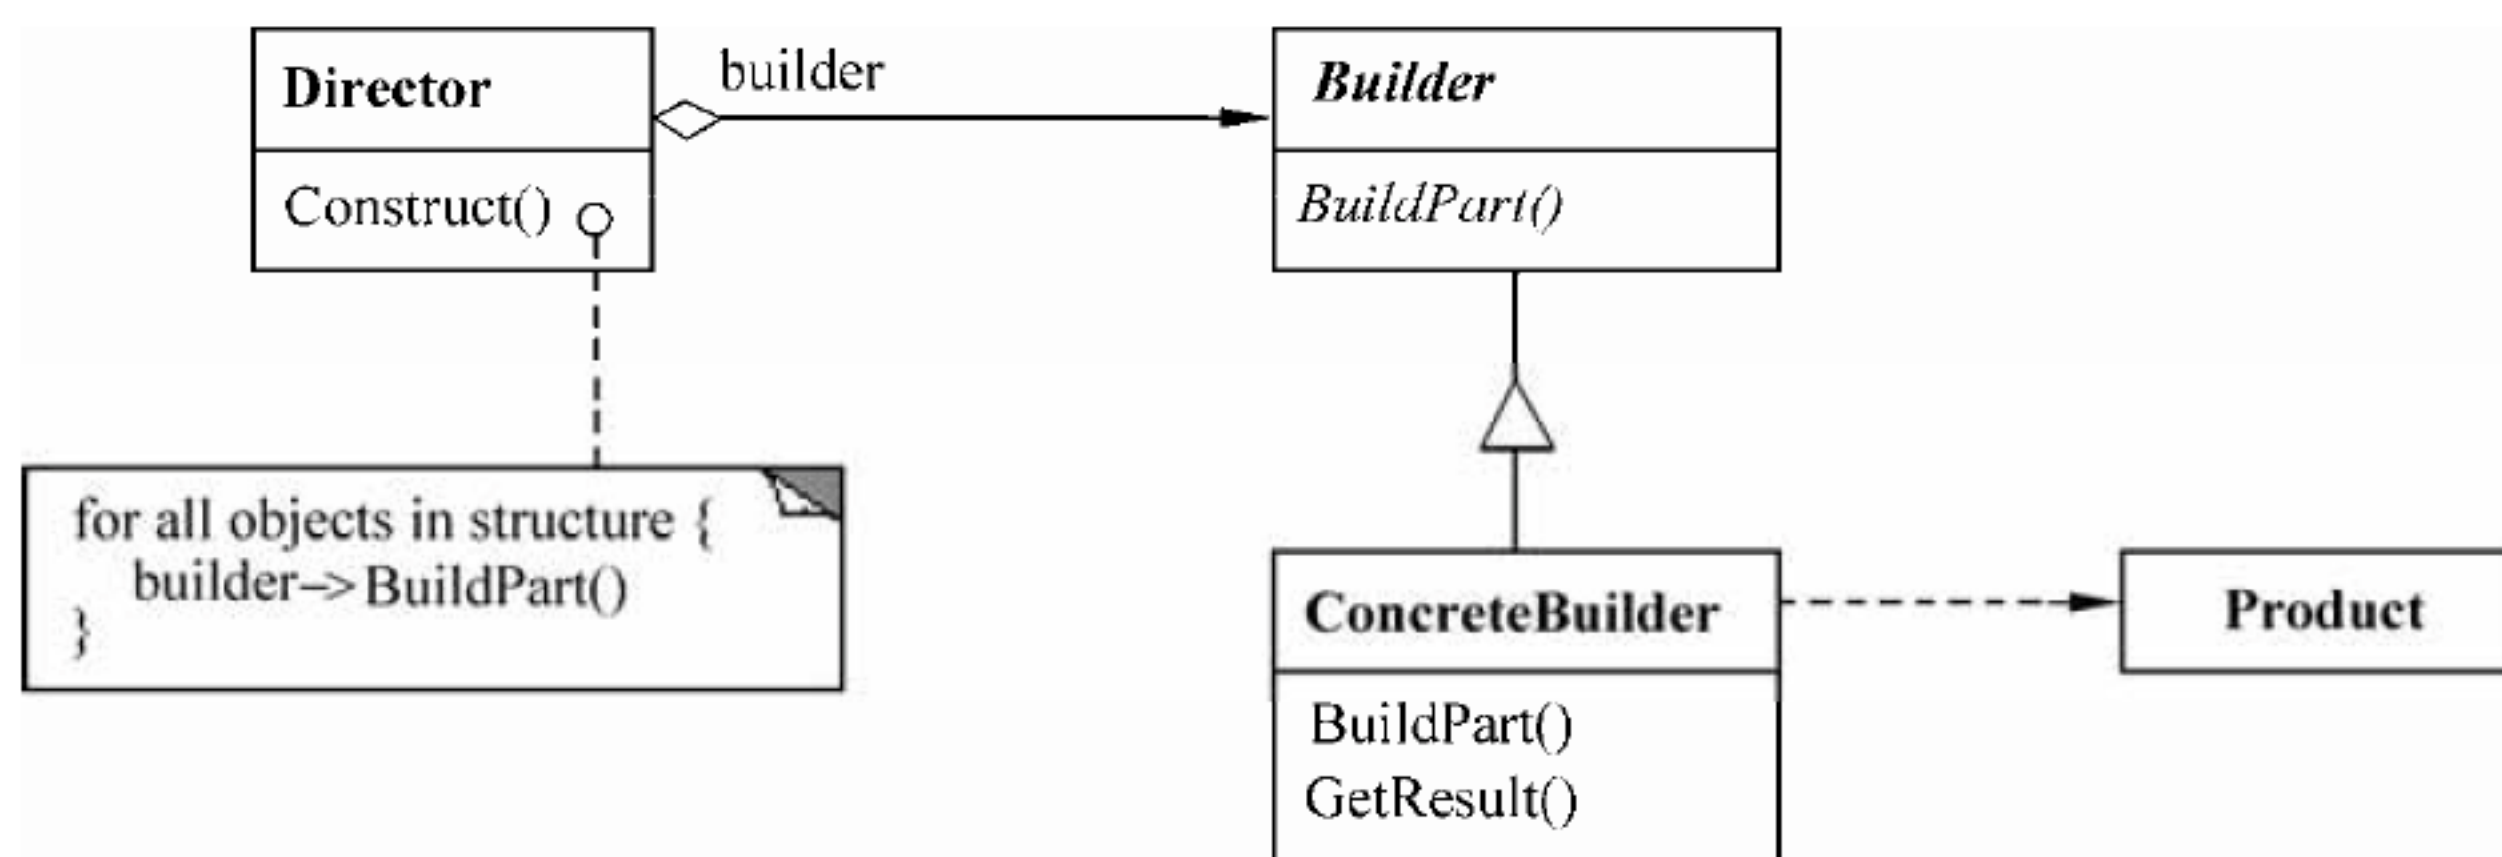 Director
Construct()
builder
Builder
BuildPart()
for all objects in structure {
builder–>BuildPart()
}
ConcreteBuilder
BuildPart()
GetResult()
Product